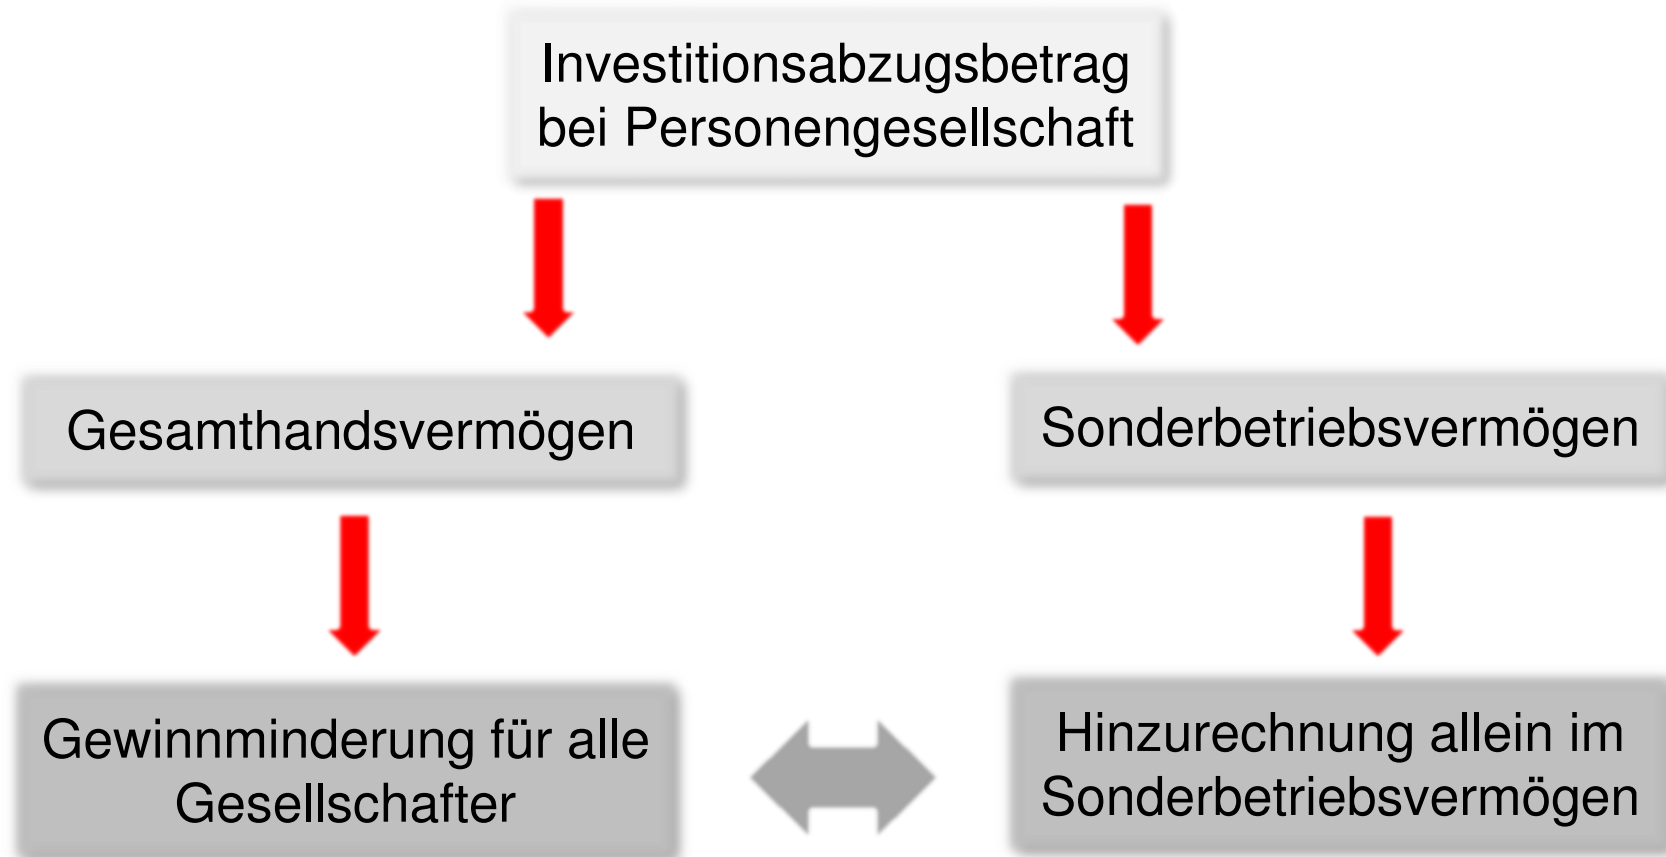 Investitionsabzugsbetrag
bei Personengesellschaft
Gesamthandsvermögen
Sonderbetriebsvermögen
Gewinnminderung für alle
Gesellschafter
Hinzurechnung allein im
Sonderbetriebsvermögen